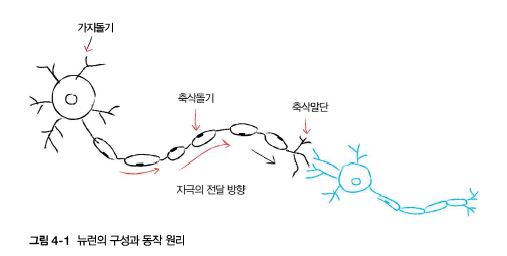 가지돌기
축삭돌기
축삭말단
자극의 전달 방향
그림 4-1 뉴런의 구성과 동작 원리